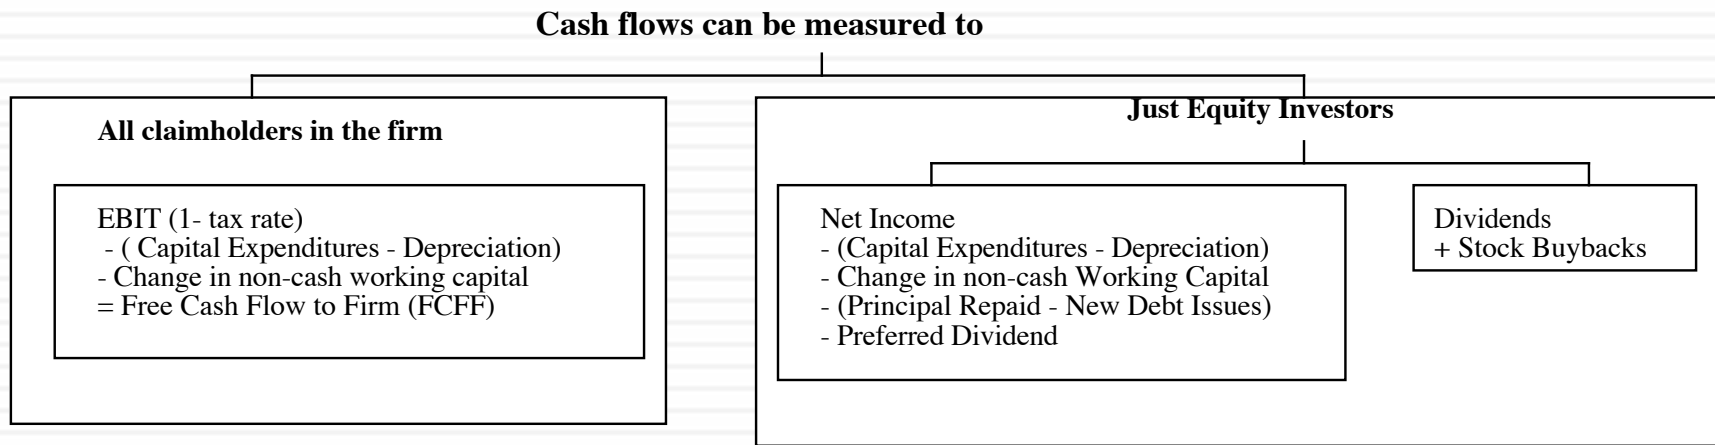 Cash flows can be measured to
All claimholders in the firm
EBIT (1- tax rate)
- ( Capital Expenditures - Depreciation)
- Change in non-cash working capital
= Free Cash Flow to Firm (FCFF)
Just Equity Investors
Net Income
- (Capital Expenditures - Depreciation)
- Change in non-cash Working Capital
- (Principal Repaid - New Debt Issues)
- Preferred Dividend
Dividends
+ Stock Buybacks